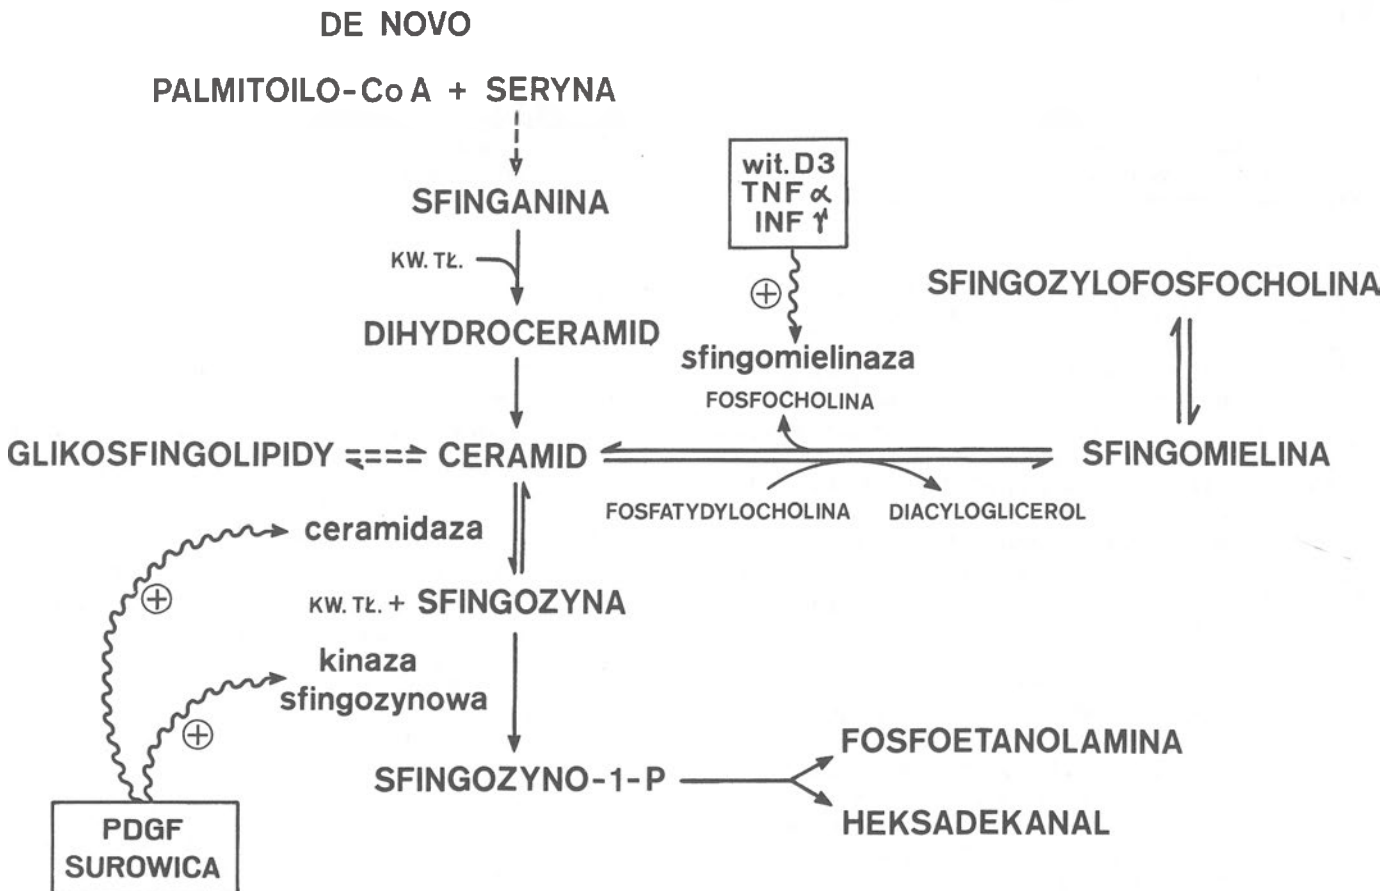 DE NOVO
PALMITOILO-Co A + SERYNA
wit. D3
TNF α
INF γ
SFINGANINA
KW. TŁ.
SFINGOZYLOFOSFOCHOLINA
DIHYDROCERAMID
sfingomielinaza
FOSFOCHOLINA
GLIKOSFINGOLIPIDY CERAMID SFINGOMIELINA
FOSFATYDYLOCHOLINA DIACYLOGLICEROL
ceramidaza
KW. TŁ. + SFINGOZYNA
kinaza
sfingozynowa
FOSFOETANOLAMINA
SFINGOZYNO-1-P
HEKSADEKANAL
PDGF
SUROWICA